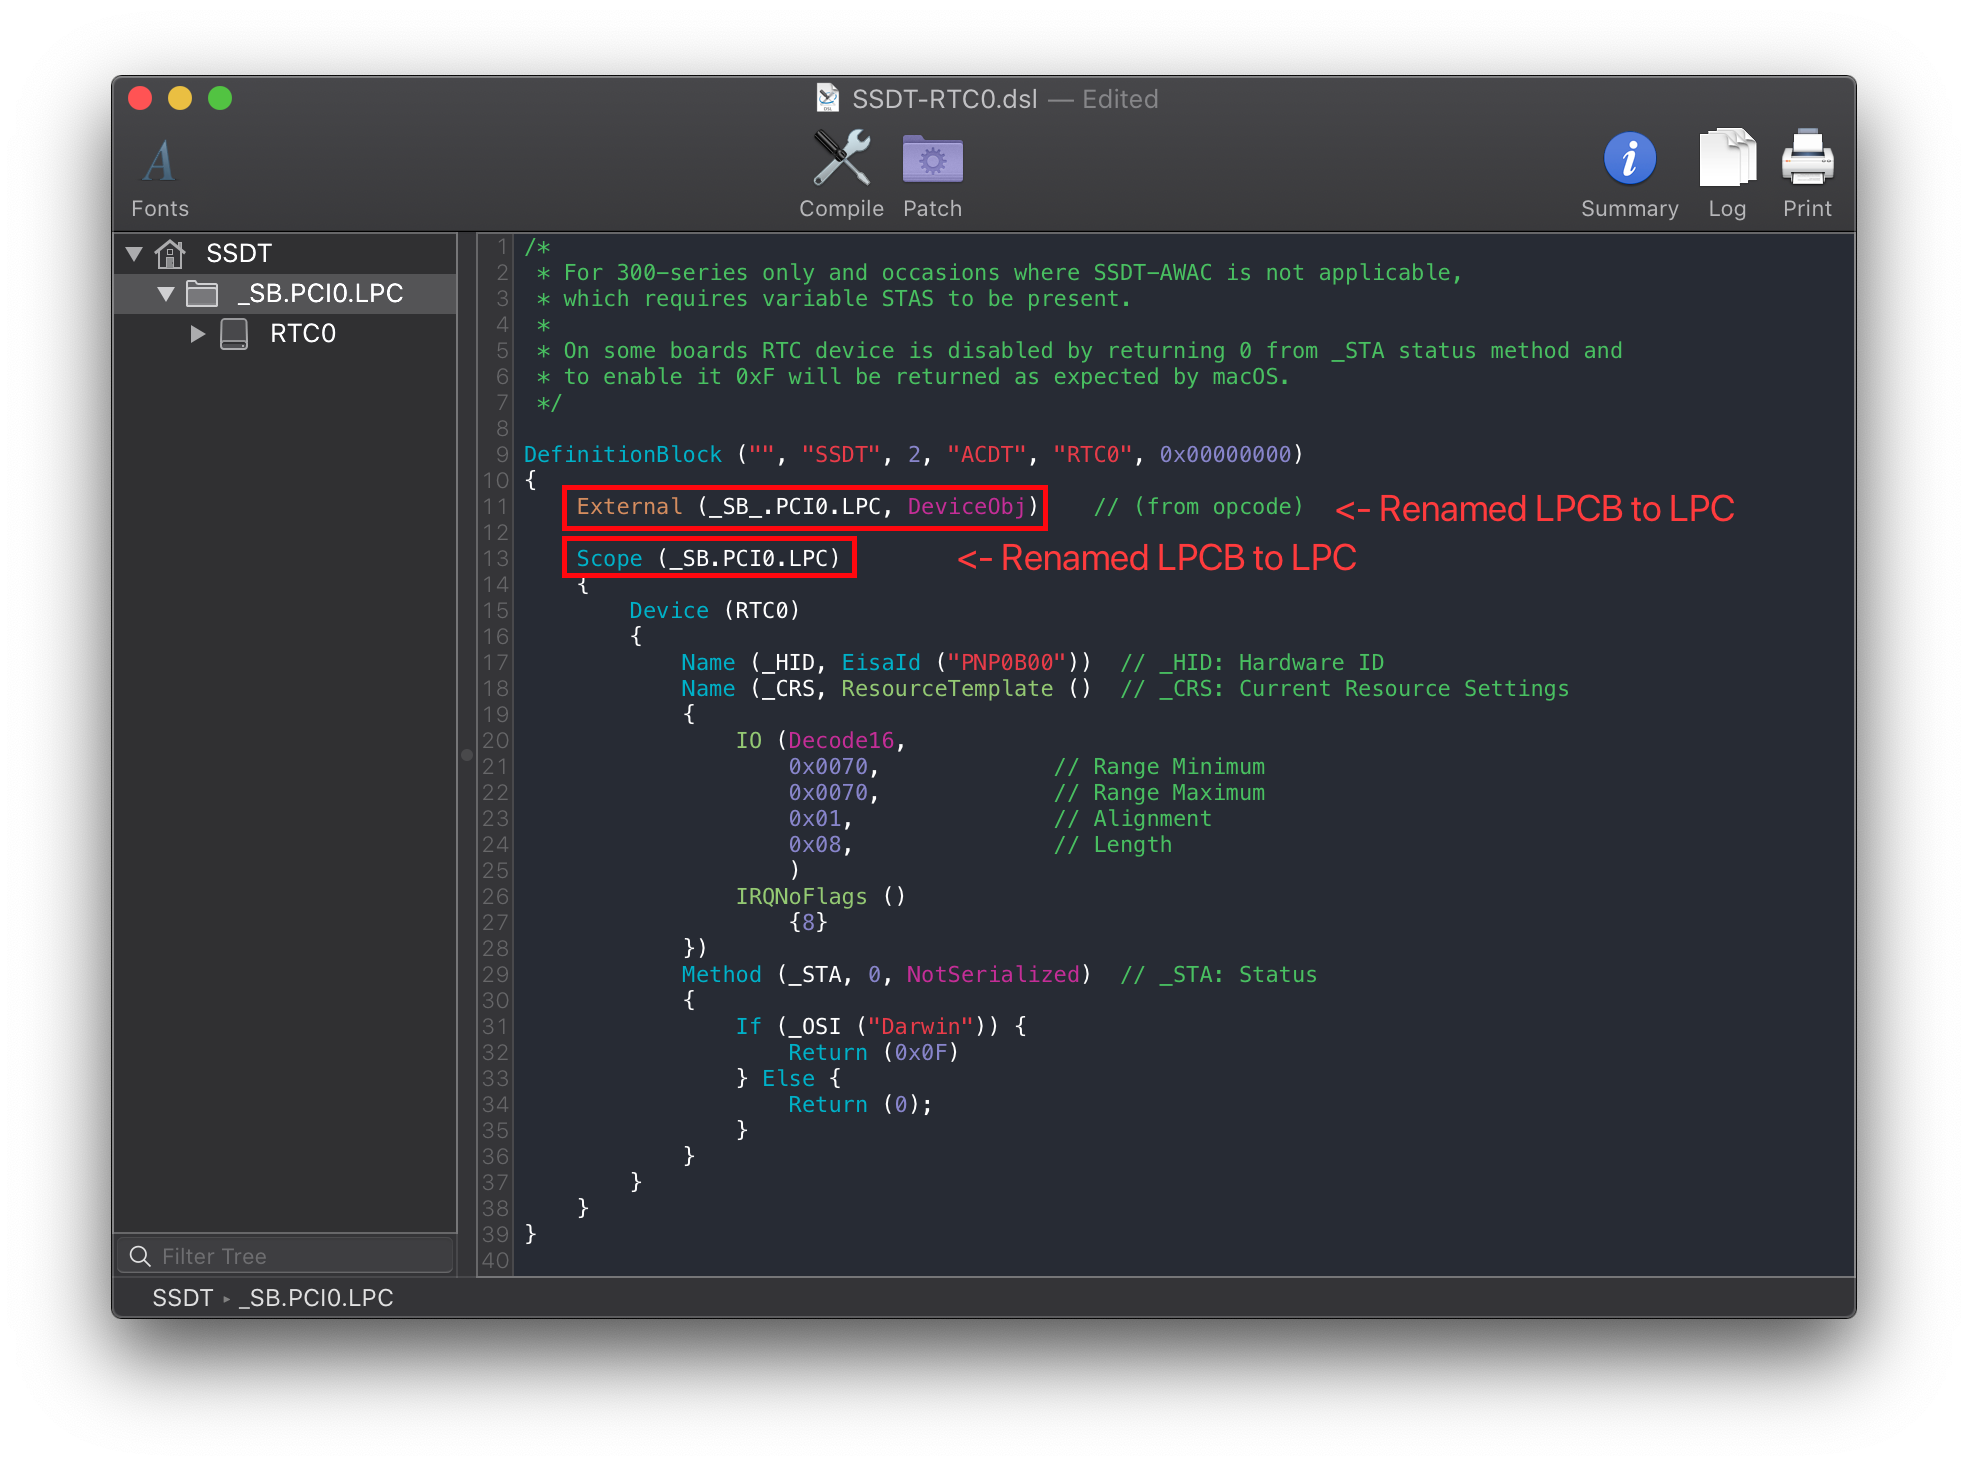 SSDT-RTC0.dsl — Edited
Fonts
Compile
Patch
Summary
Log
Print
SSDT
_SB.PCI0.LPC
RTC0
1 /*
2  * For 300-series only and occasions where SSDT-AWAC is not applicable,
3  * which requires variable STAS to be present.
4  *
5  * On some boards RTC device is disabled by returning 0 from _STA status method and
6  * to enable it 0xF will be returned as expected by macOS.
7  */
8
9 DefinitionBlock ("", "SSDT", 2, "ACDT", "RTC0", 0x00000000)
10 {
11     External (_SB_.PCI0.LPC, DeviceObj)    // (from opcode) <- Renamed LPCB to LPC
12
13     Scope (_SB.PCI0.LPC) <- Renamed LPCB to LPC
14     {
15         Device (RTC0)
16         {
17             Name (_HID, EisaId ("PNP0B00"))  // _HID: Hardware ID
18             Name (_CRS, ResourceTemplate ()  // _CRS: Current Resource Settings
19             {
20                 IO (Decode16,
21                     0x0070,             // Range Minimum
22                     0x0070,             // Range Maximum
23                     0x01,               // Alignment
24                     0x08,               // Length
25                     )
26                 IRQNoFlags ()
27                     {8}
28             })
29             Method (_STA, 0, NotSerialized)  // _STA: Status
30             {
31                 If (_OSI ("Darwin")) {
32                     Return (0x0F)
33                 } Else {
34                     Return (0);
35                 }
36             }
37         }
38     }
39 }
40
Filter Tree
SSDT ▸ _SB.PCI0.LPC